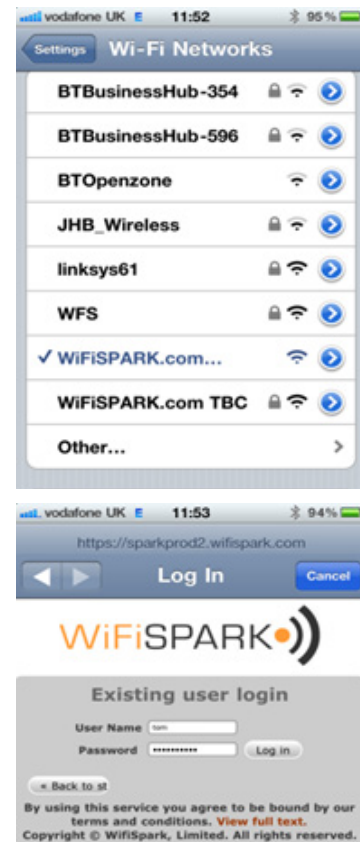 vodafone UK E 11:52 95%
Settings Wi-Fi Networks
BTBusinessHub-354
BTBusinessHub-596
BTOpenzone
JHB_Wireless
linksys61
WFS
WiFiSPARK.com...
WiFiSPARK.com TBC
Other...
vodafone UK E 11:53 94%
https://sparkprod2.wifispark.com
Log In Cancel
WiFiSPARK
Existing user login
User Name tom
Password •••••••••• Log in
« Back to st
By using this service you agree to be bound by our
terms and conditions. View full text.
Copyright © WifiSpark, Limited. All rights reserved.